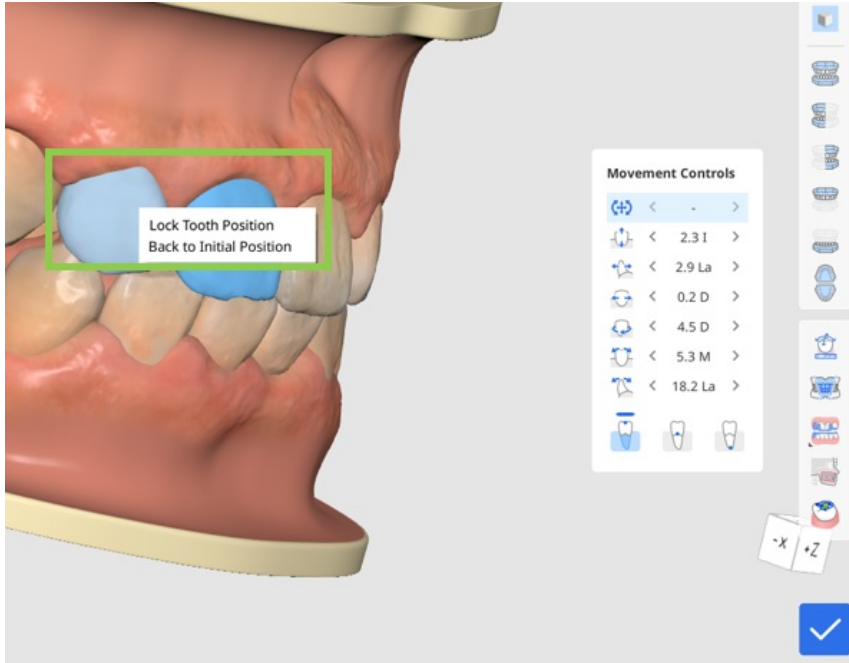 Lock Tooth Position
Back to Initial Position
Movement Controls
-
2.3 I
2.9 La
0.2 D
4.5 D
5.3 M
18.2 La
-X +Z